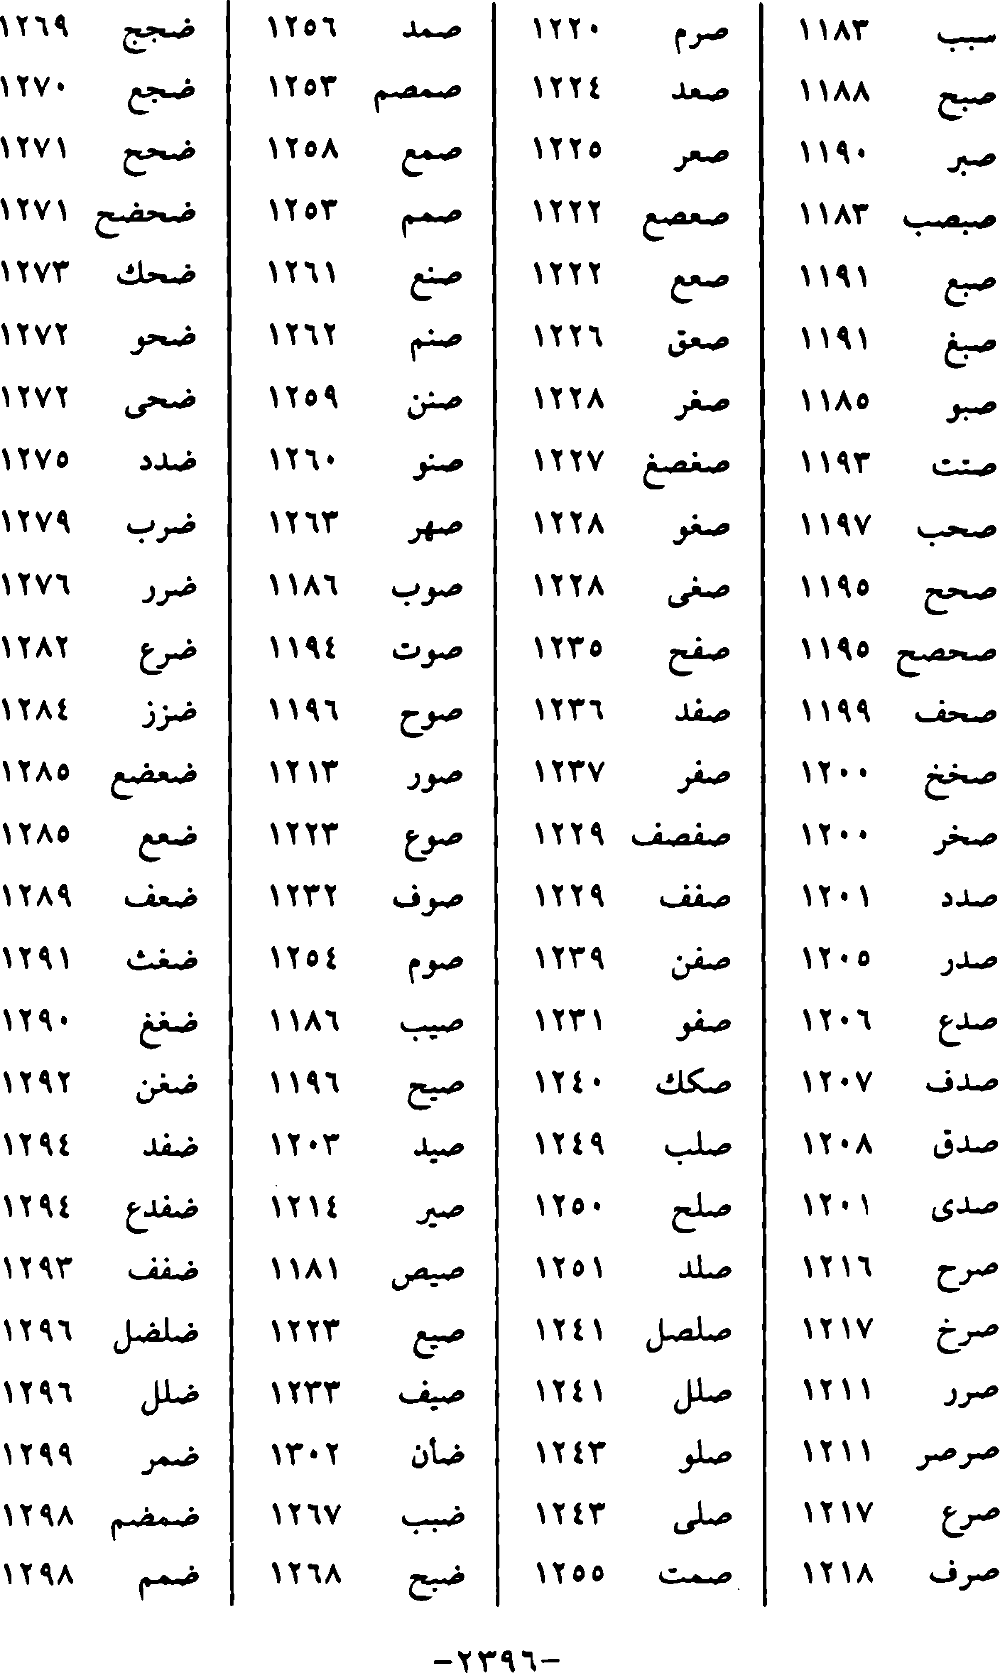 سبب ١١٨٣
صبح ١١٨٨
صبر ١١٩٠
صبصب ١١٨٣
صبع ١١٩١
صبغ ١١٩١
صبو ١١٨٥
صتت ١١٩٣
صحب ١١٩٧
صحح ١١٩٥
صحصح ١١٩٥
صحف ١١٩٩
صخخ ١٢٠٠
صخر ١٢٠٠
صدد ١٢٠١
صدر ١٢٠٥
صدع ١٢٠٦
صدف ١٢٠٧
صدق ١٢٠٨
صدى ١٢٠١
صرح ١٢١٦
صرخ ١٢١٧
صرر ١٢١١
صرصر ١٢١١
صرع ١٢١٧
صرف ١٢١٨
صرم ١٢٢٠
صعد ١٢٢٤
صعر ١٢٢٥
صعصع ١٢٢٢
صعع ١٢٢٢
صعق ١٢٢٦
صغر ١٢٢٨
صغصغ ١٢٢٧
صغو ١٢٢٨
صغى ١٢٢٨
صفح ١٢٣٥
صفد ١٢٣٦
صفر ١٢٣٧
صفصف ١٢٢٩
صفف ١٢٢٩
صفن ١٢٣٩
صفو ١٢٣١
صكك ١٢٤٠
صلب ١٢٤٩
صلح ١٢٥٠
صلد ١٢٥١
صلصل ١٢٤١
صلل ١٢٤١
صلو ١٢٤٣
صلى ١٢٤٣
صمت ١٢٥٥
صمد ١٢٥٦
صمصم ١٢٥٣
صمع ١٢٥٨
صمم ١٢٥٣
صنع ١٢٦١
صنم ١٢٦٢
صنن ١٢٥٩
صنو ١٢٦٠
صهر ١٢٦٣
صوب ١١٨٦
صوت ١١٩٤
صوح ١١٩٦
صور ١٢١٣
صوع ١٢٢٣
صوف ١٢٣٢
صوم ١٢٥٤
صيب ١١٨٦
صيح ١١٩٦
صيد ١٢٠٣
صير ١٢١٤
صيص ١١٨١
صيع ١٢٢٣
صيف ١٢٣٣
ضأن ١٣٠٢
ضبب ١٢٦٧
ضبح ١٢٦٨
ضجج ١٢٦٩
ضجع ١٢٧٠
ضحح ١٢٧١
ضحضح ١٢٧١
ضحك ١٢٧٣
ضحو ١٢٧٢
ضحى ١٢٧٢
ضدد ١٢٧٥
ضرب ١٢٧٩
ضرر ١٢٧٦
ضرع ١٢٨٢
ضزز ١٢٨٤
ضعضع ١٢٨٥
ضعع ١٢٨٥
ضعف ١٢٨٩
ضغث ١٢٩١
ضغغ ١٢٩٠
ضغن ١٢٩٢
ضفد ١٢٩٤
ضفدع ١٢٩٤
ضفف ١٢٩٣
ضلضل ١٢٩٦
ضلل ١٢٩٦
ضمر ١٢٩٩
ضمضم ١٢٩٨
ضمم ١٢٩٨
-٢٣٩٦-